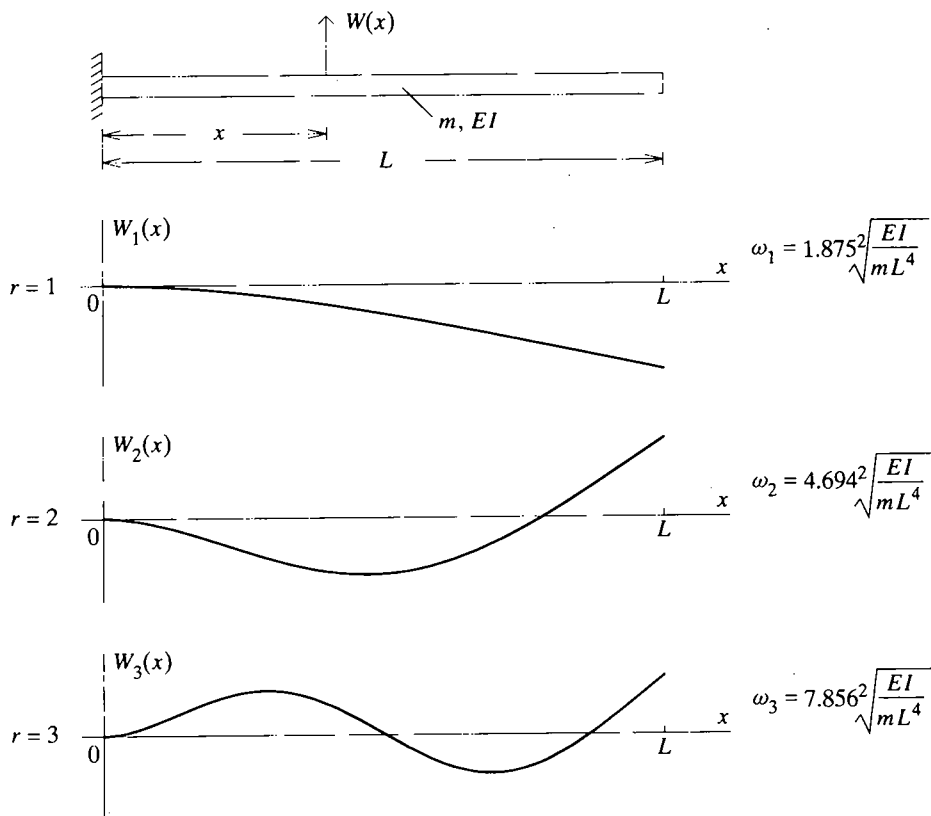 W(x)
m, EI
x
L
W₁(x)
r = 1
0
x
L
ω₁ = 1.875²√(EI/mL⁴)
W₂(x)
r = 2
0
x
L
ω₂ = 4.694²√(EI/mL⁴)
W₃(x)
r = 3
0
x
L
ω₃ = 7.856²√(EI/mL⁴)